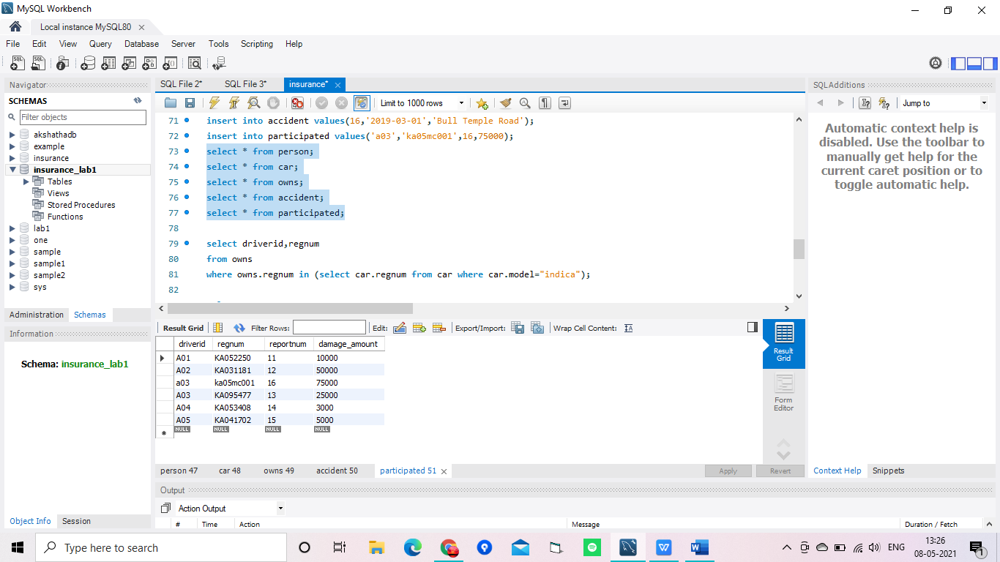 MySQL Workbench
Local instance MySQL80
File Edit View Query Database Server Tools Scripting Help
Navigator
SCHEMAS
Filter objects
akshathadb
example
insurance
insurance_lab1
Tables
Views
Stored Procedures
Functions
lab1
one
sample
sample1
sample2
sys
Administration Schemas
Information
Schema: insurance_lab1
Object Info Session
SQL File 2* SQL File 3* insurance*
Limit to 1000 rows
71 insert into accident values(16,'2019-03-01','Bull Temple Road');
72 insert into participated values('a03','ka05mc001',16,75000);
73 select * from person;
74 select * from car;
75 select * from owns;
76 select * from accident;
77 select * from participated;
78
79 select driverid,regnum
80 from owns
81 where owns.regnum in (select car.regnum from car where car.model="indica");
82
Result Grid Filter Rows: Edit: Export/Import: Wrap Cell Content:
driverid regnum reportnum damage_amount
A01 KA052250 11 10000
A02 KA031181 12 50000
a03 ka05mc001 16 75000
A03 KA095477 13 25000
A04 KA053408 14 3000
A05 KA041702 15 5000
NULL NULL NULL NULL
Result Grid
Form Editor
person 47 car 48 owns 49 accident 50 participated 51
Apply Revert
Output
Action Output
# Time Action Message Duration / Fetch
SQLAdditions
Jump to
Automatic context help is
disabled. Use the toolbar to
manually get help for the
current caret position or to
toggle automatic help.
Context Help Snippets
Type here to search
ENG
13:26
08-05-2021
1